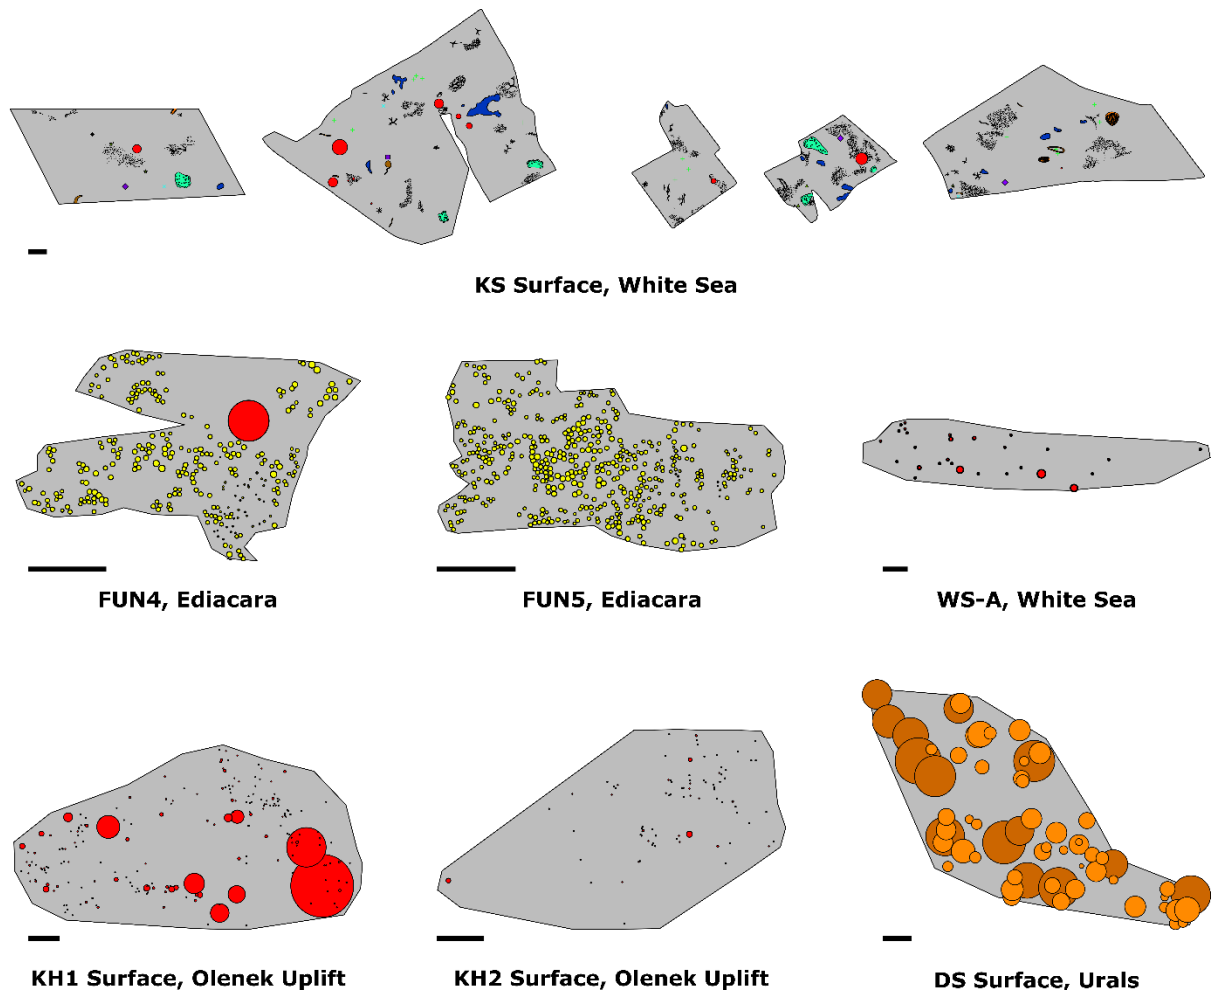 KS Surface, White Sea
FUN4, Ediacara
FUN5, Ediacara
WS-A, White Sea
KH1 Surface, Olenek Uplift
KH2 Surface, Olenek Uplift
DS Surface, Urals